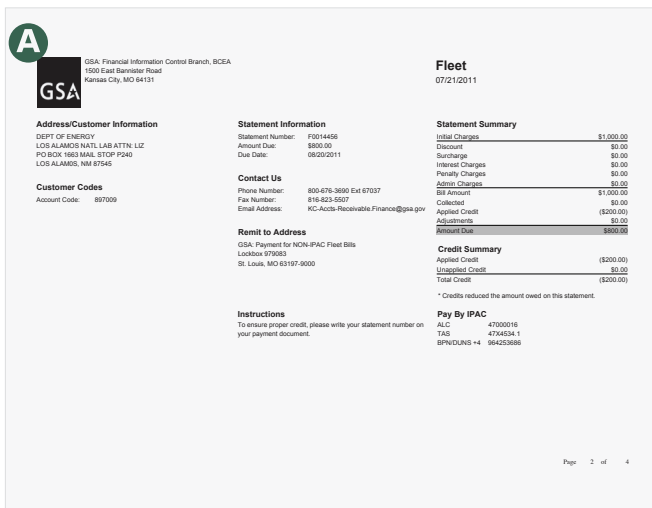 A
GSA
GSA: Financial Information Control Branch, BCEA
1500 East Bannister Road
Kansas City, MO 64131
Fleet
07/21/2011
Address/Customer Information
DEPT OF ENERGY
LOS ALAMOS NATL LAB ATTN: LIZ
PO BOX 1663 MAIL STOP P240
LOS ALAM0S, NM 87545
Customer Codes
Account Code: 897009
Statement Information
Statement Number: F0014456
Amount Due: $800.00
Due Date: 08/20/2011
Contact Us
Phone Number: 800-676-3690 Ext 67037
Fax Number: 816-823-5507
Email Address: KC-Accts-Receivable.Finance@gsa.gov
Remit to Address
GSA: Payment for NON-IPAC Fleet Bills
Lockbox 979083
St. Louis, MO 63197-9000
Instructions
To ensure proper credit, please write your statement number on
your payment document.
Statement Summary
Initial Charges $1,000.00
Discount $0.00
Surcharge $0.00
Interest Charges $0.00
Penalty Charges $0.00
Admin Charges $0.00
Bill Amount $1,000.00
Collected $0.00
Applied Credit ($200.00)
Adjustments $0.00
Amount Due $800.00
Credit Summary
Applied Credit ($200.00)
Unapplied Credit $0.00
Total Credit ($200.00)
* Credits reduced the amount owed on this statement.
Pay By IPAC
ALC 47000016
TAS 47X4534.1
BPN/DUNS +4 964253686
Page 2 of 4